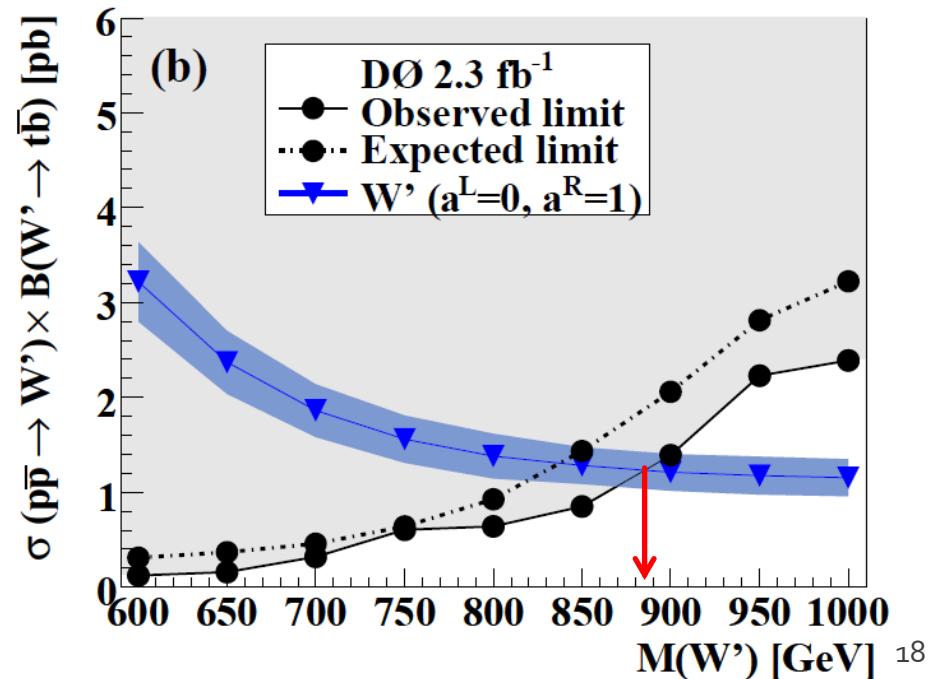 σ (pp̅ → W') × B(W' → tb̅) [pb]
6
5
4
3
2
1
0
(b)
DØ 2.3 fb⁻¹
Observed limit
Expected limit
W' (aᴸ=0, aᴿ=1)
600 650 700 750 800 850 900 950 1000
M(W') [GeV]
18